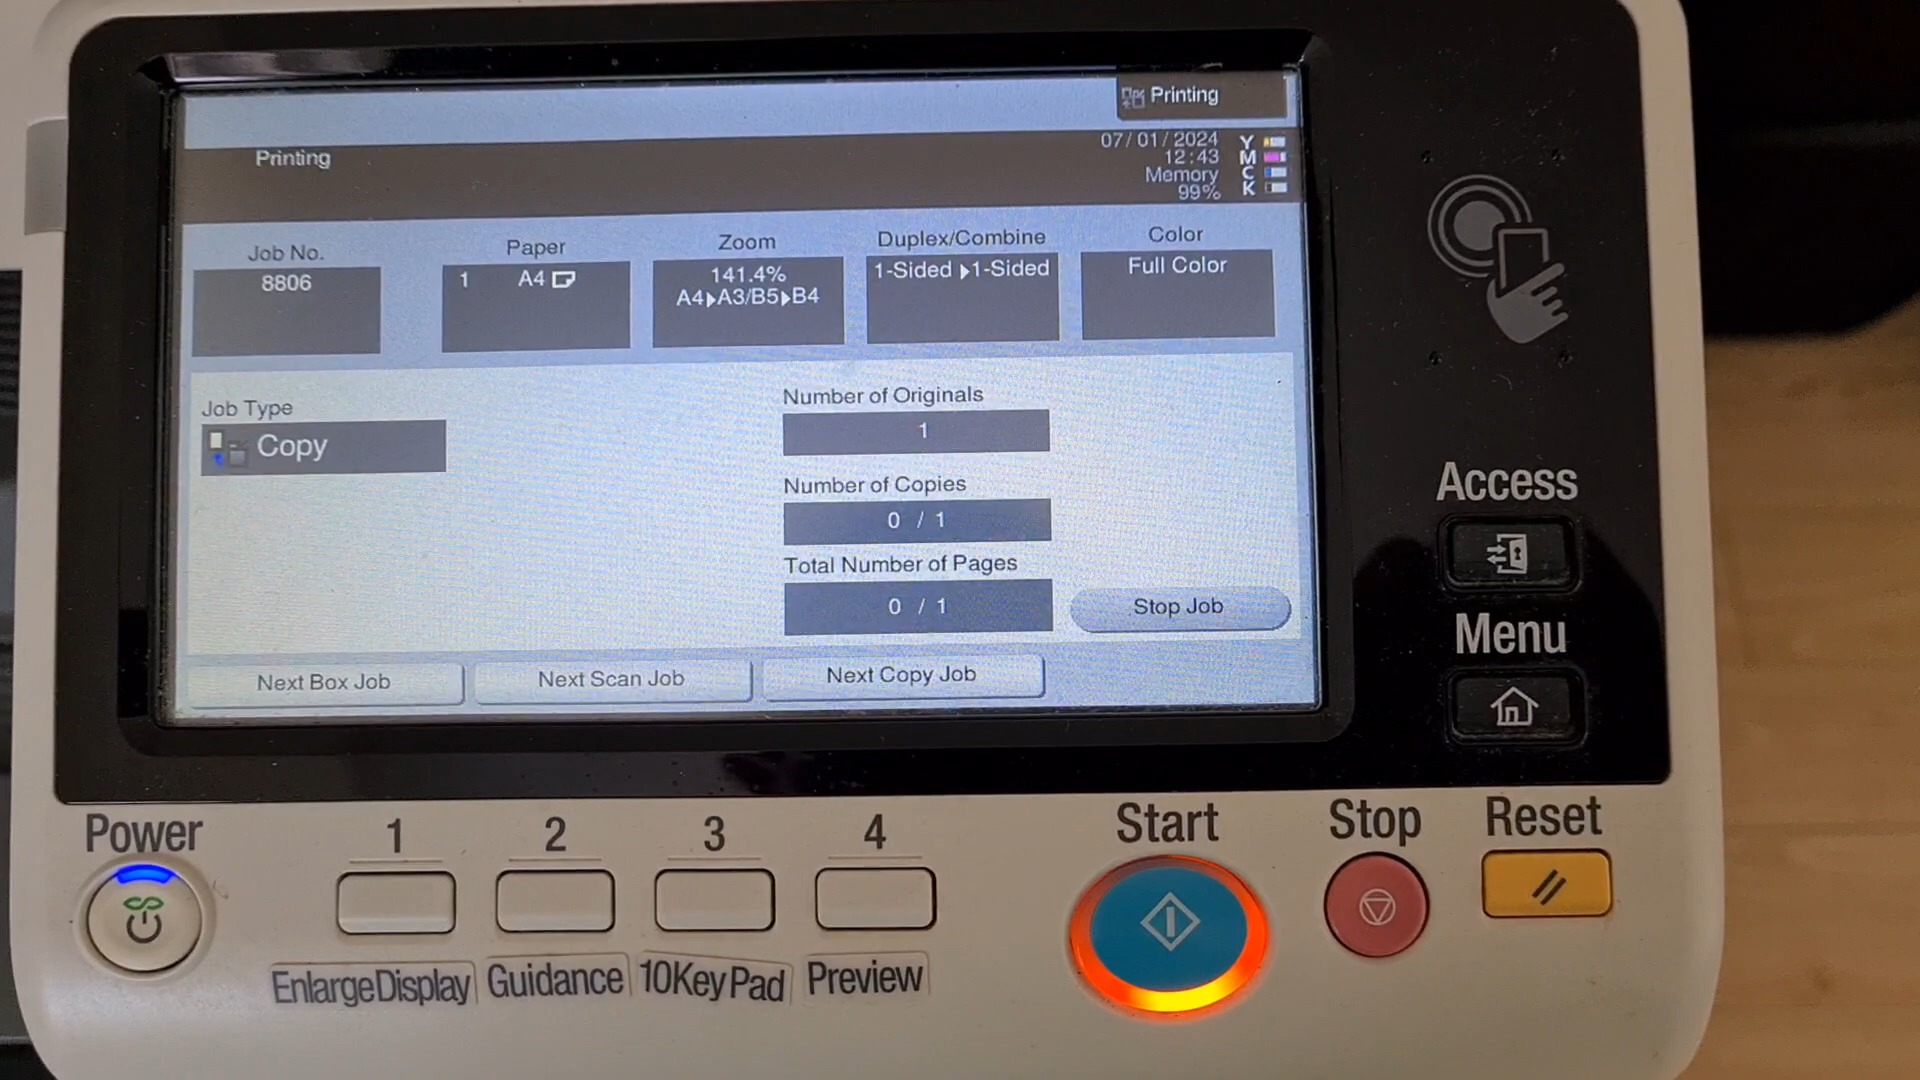 Printing
Printing
07/01/2024
12:43
Memory
99%
Y
M
C
K
Job No.
8806
Paper
1 A4
Zoom
141.4%
A4▸A3/B5▸B4
Duplex/Combine
1-Sided ▸1-Sided
Color
Full Color
Job Type
Copy
Number of Originals
1
Number of Copies
0 / 1
Total Number of Pages
0 / 1
Stop Job
Next Box Job
Next Scan Job
Next Copy Job
Access
Menu
Power
1
2
3
4
Start
Stop
Reset
EnlargeDisplay
Guidance
10KeyPad
Preview